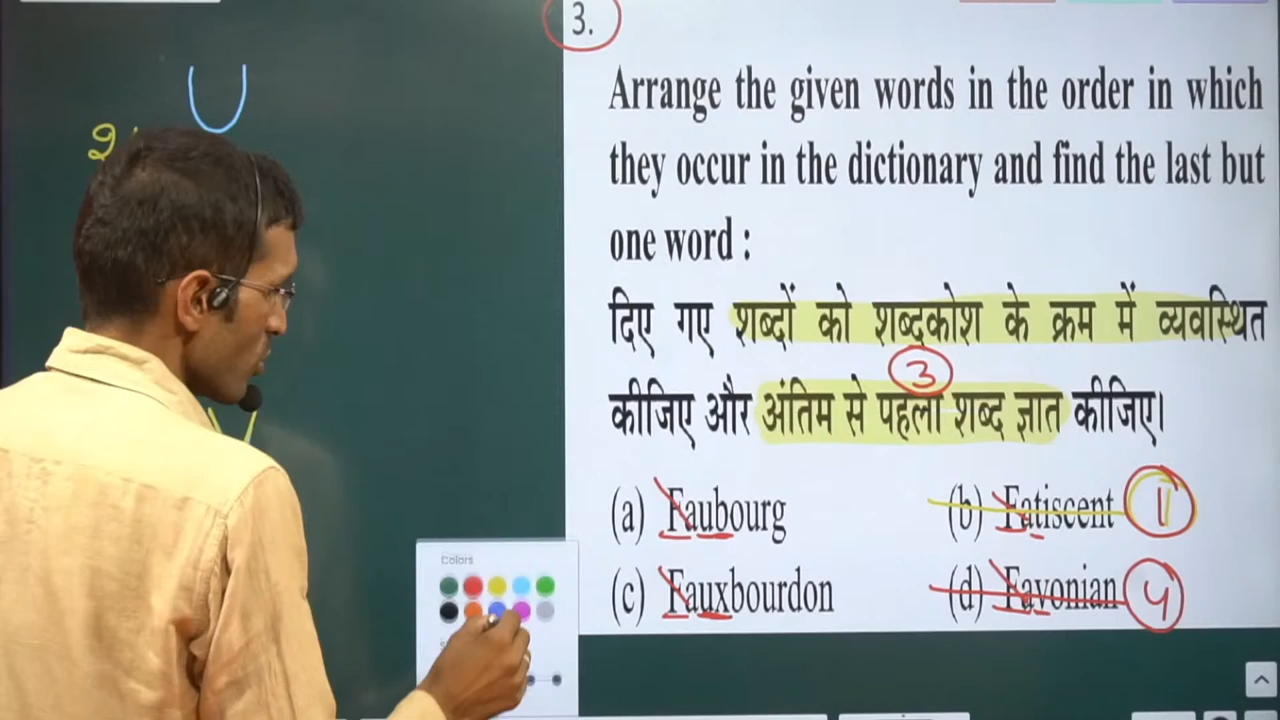 3.
U
2
Arrange the given words in the order in which
they occur in the dictionary and find the last but
one word :
दिए गए शब्दों को शब्दकोश के क्रम में व्यवस्थित
3
कीजिए और अंतिम से पहला शब्द ज्ञात कीजिए।
(a) Faubourg (b) Fatiscent 1
Colors
(c) Fauxbourdon (d) Favonian 4